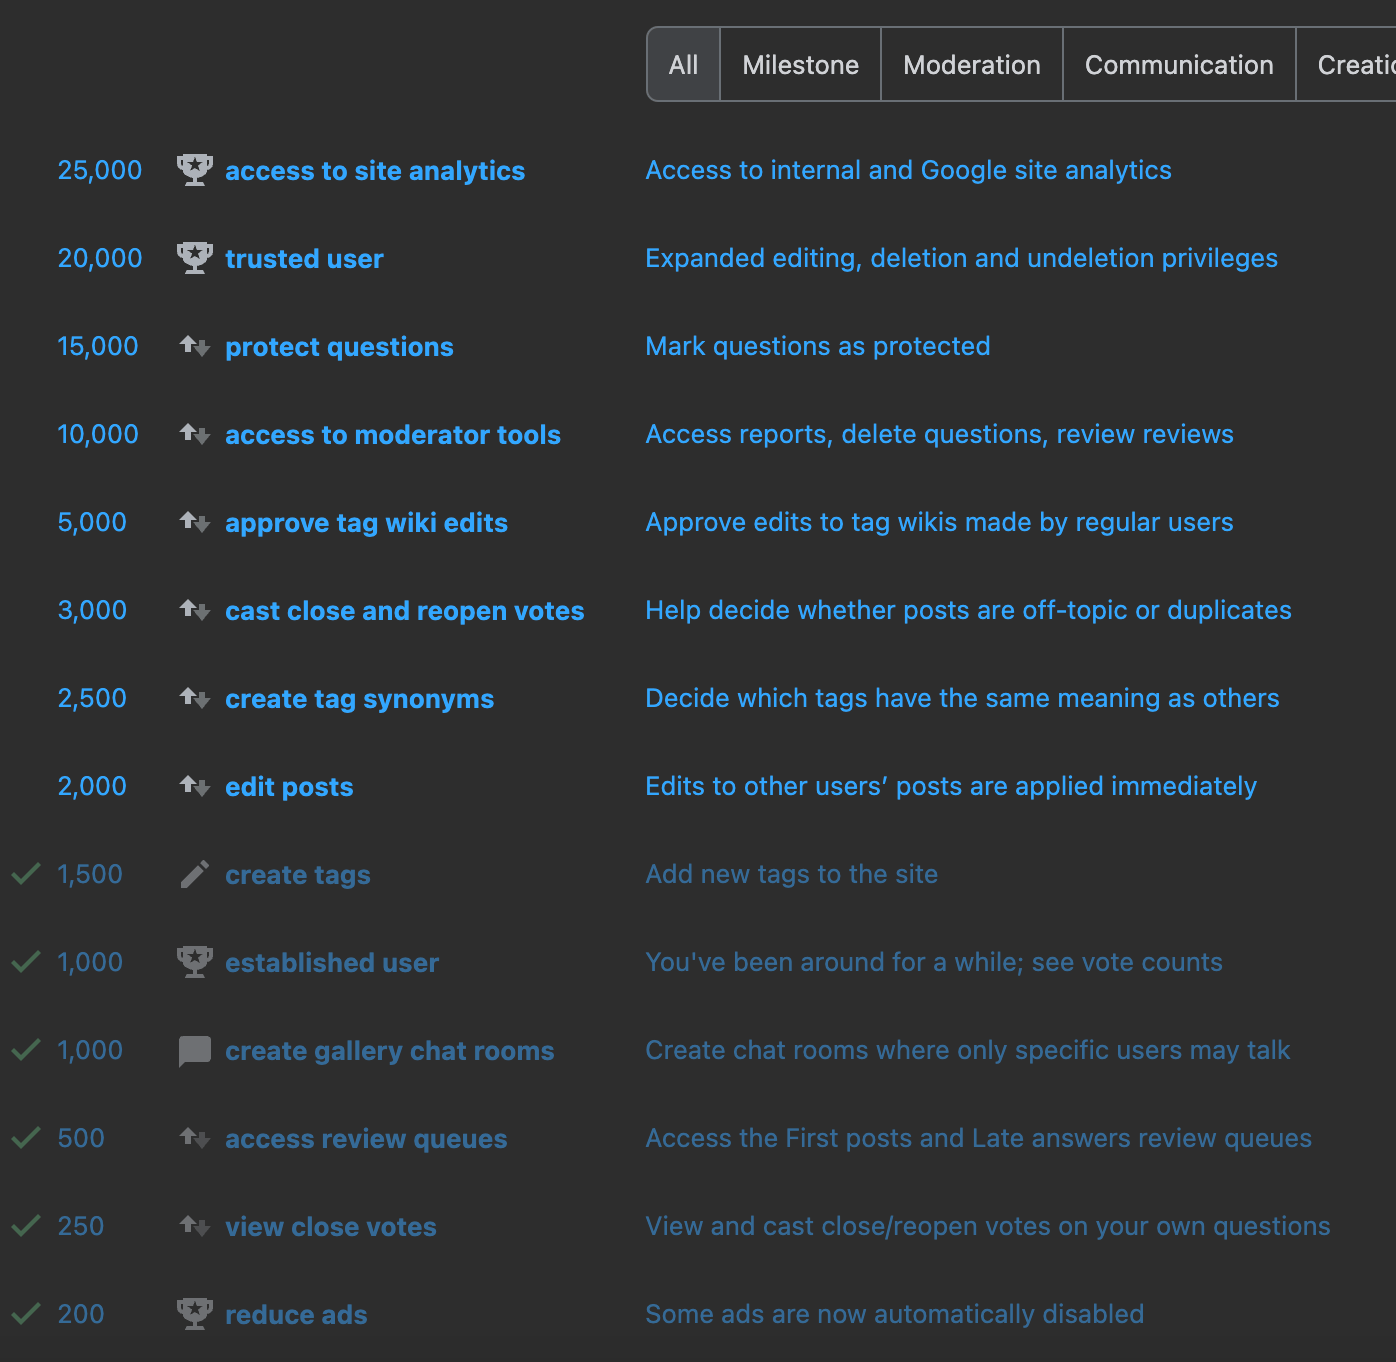 All Milestone Moderation Communication
25,000 access to site analytics Access to internal and Google site analytics
20,000 trusted user Expanded editing, deletion and undeletion privileges
15,000 protect questions Mark questions as protected
10,000 access to moderator tools Access reports, delete questions, review reviews
5,000 approve tag wiki edits Approve edits to tag wikis made by regular users
3,000 cast close and reopen votes Help decide whether posts are off-topic or duplicates
2,500 create tag synonyms Decide which tags have the same meaning as others
2,000 edit posts Edits to other users’ posts are applied immediately
1,500 create tags Add new tags to the site
1,000 established user You've been around for a while; see vote counts
1,000 create gallery chat rooms Create chat rooms where only specific users may talk
500 access review queues Access the First posts and Late answers review queues
250 view close votes View and cast close/reopen votes on your own questions
200 reduce ads Some ads are now automatically disabled